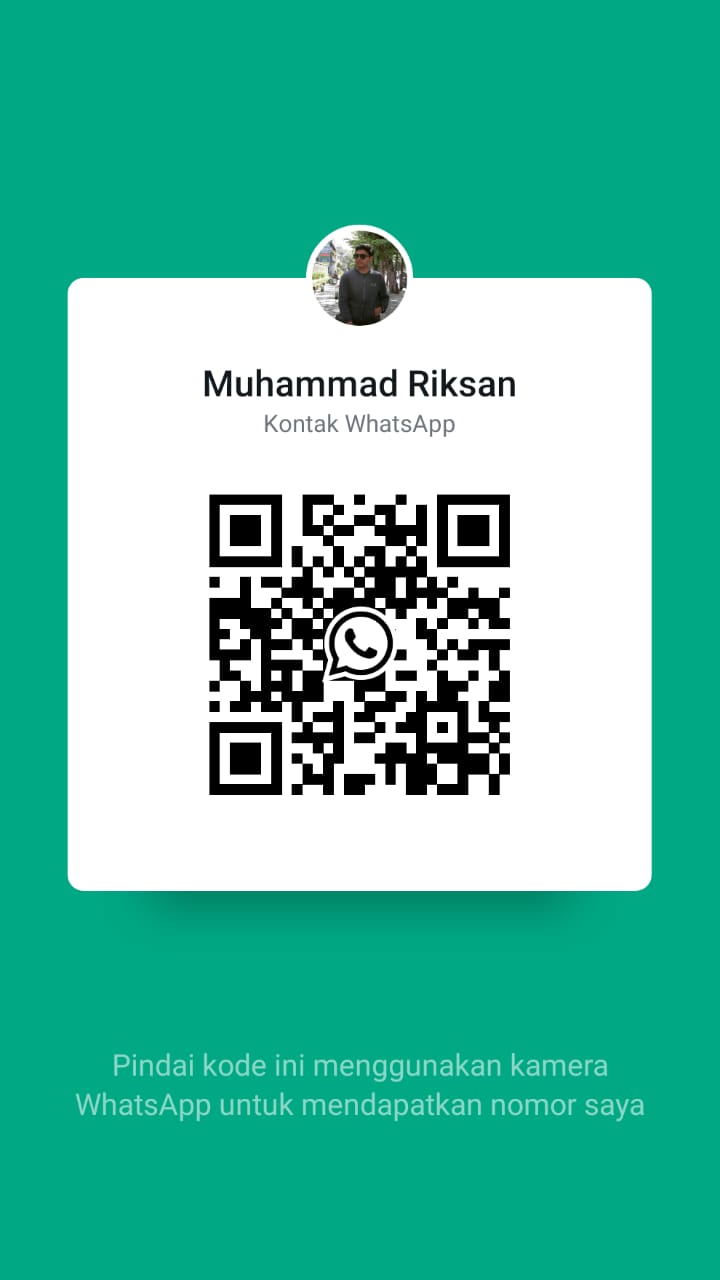 Muhammad Riksan
Kontak WhatsApp
Pindai kode ini menggunakan kamera
WhatsApp untuk mendapatkan nomor saya